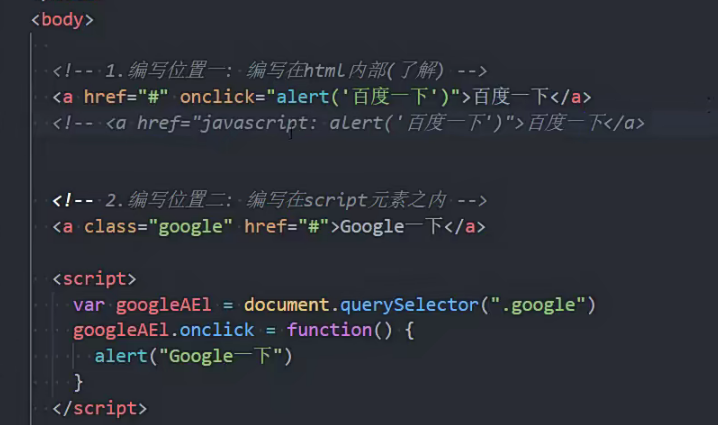 <body>
<!-- 1.编写位置一: 编写在html内部(了解) -->
<a href="#" onclick="alert('百度一下')">百度一下</a>
<!-- <a href="javascript: alert('百度一下')">百度一下</a>
<!-- 2.编写位置二: 编写在script元素之内 -->
<a class="google" href="#">Google一下</a>
<script>
var googleAEl = document.querySelector(".google")
googleAEl.onclick = function() {
alert("Google一下")
}
</script>